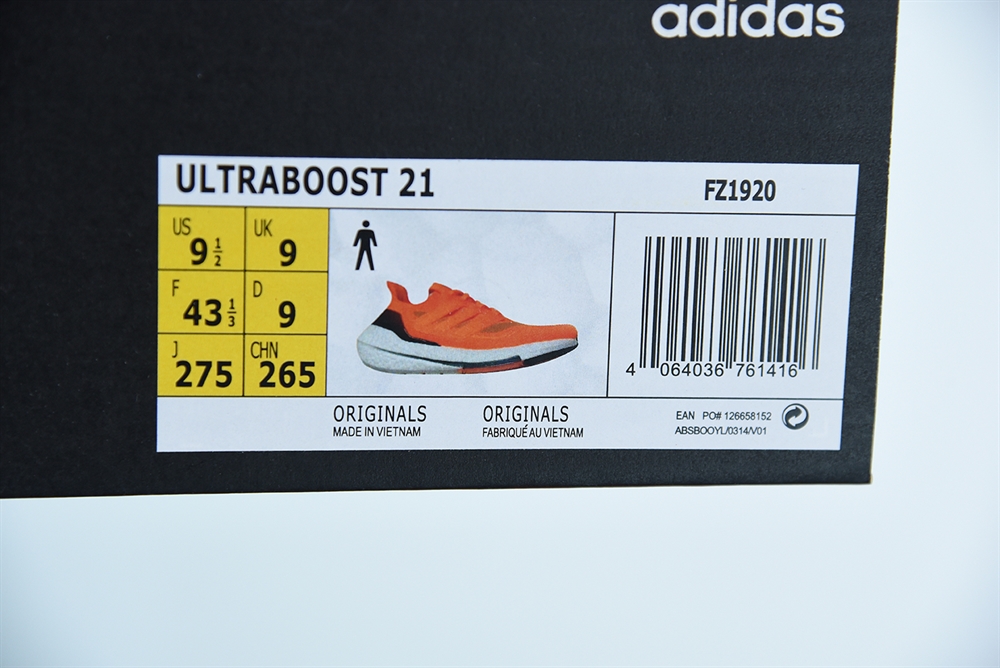 adidas
ULTRABOOST 21 FZ1920
US 9 1/2 UK 9
F 43 1/3 D 9
J 275 CHN 265
4 064036 761416
ORIGINALS ORIGINALS
MADE IN VIETNAM FABRIQUÉ AU VIETNAM
EAN PO# 126658152
ABSBOOYL/0314/V01